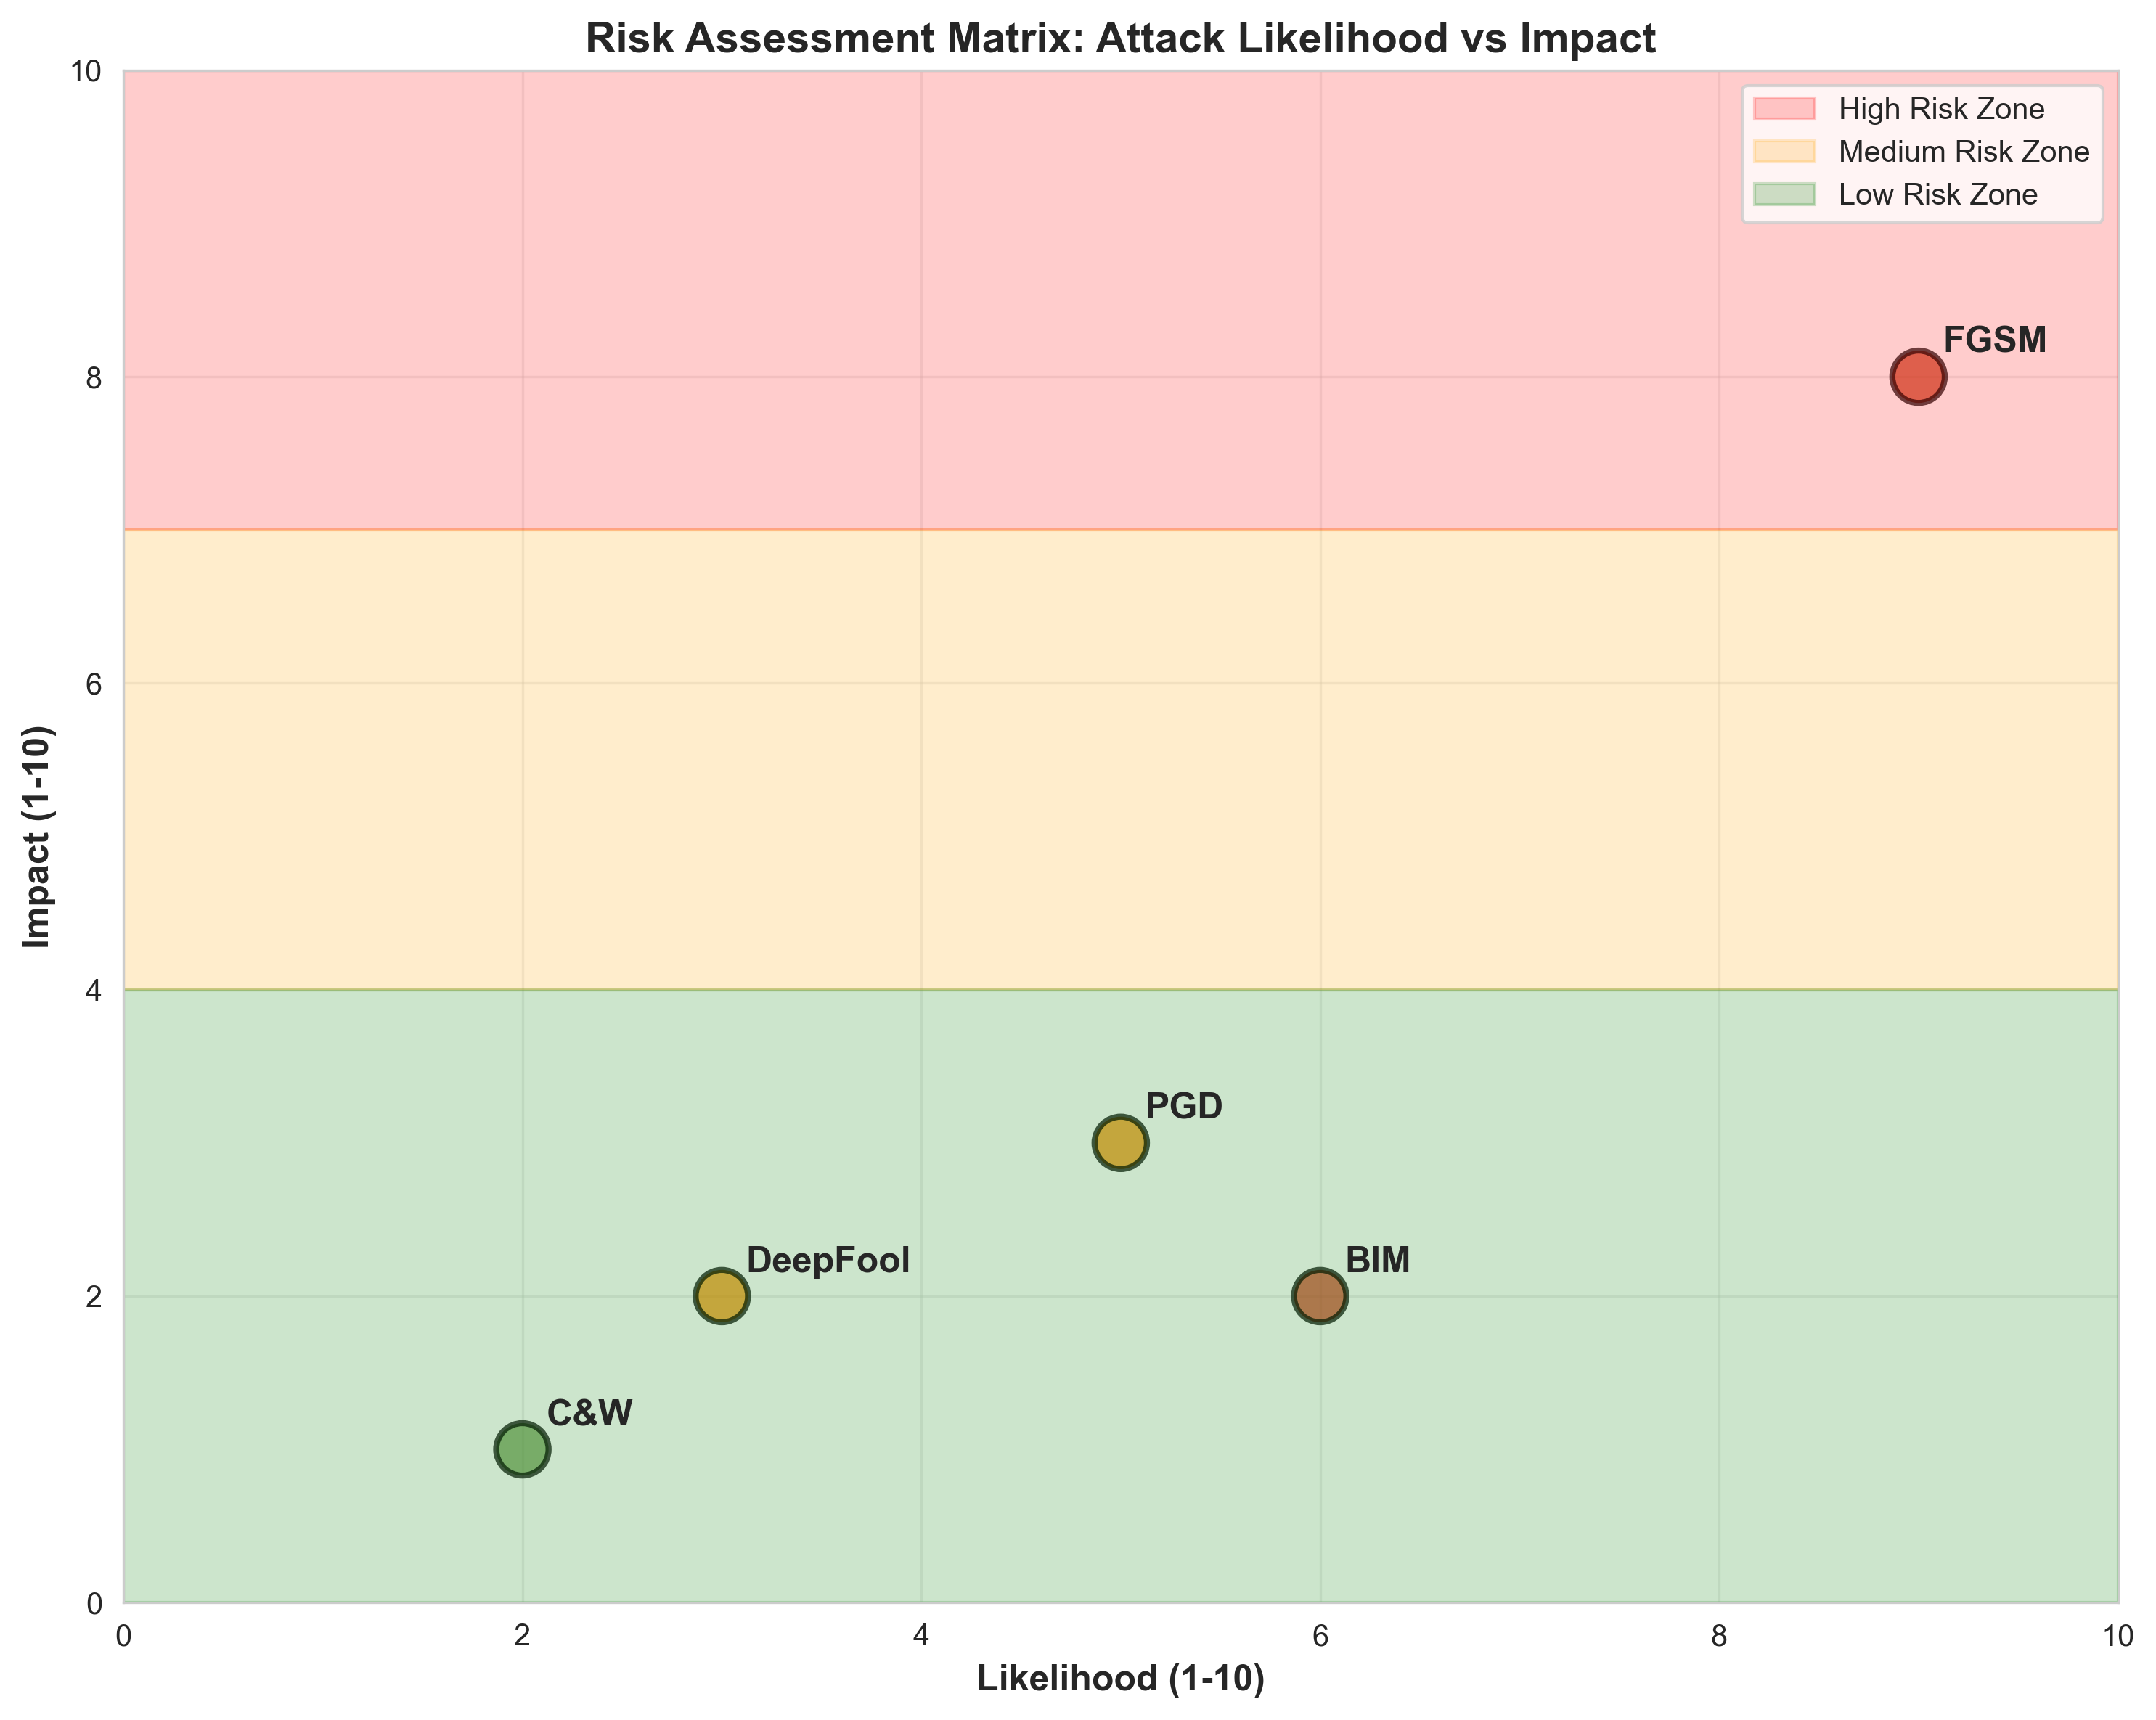 Risk Assessment Matrix: Attack Likelihood vs Impact
High Risk Zone
Medium Risk Zone
Low Risk Zone
10
8
6
4
2
0
Impact (1-10)
FGSM
PGD
DeepFool
BIM
C&W
0
2
4
6
8
10
Likelihood (1-10)